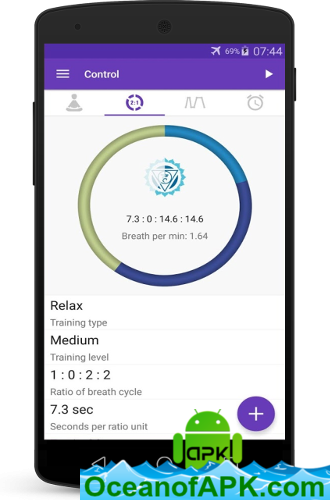 69% 07:44
Control
2:1
7.3 : 0 : 14.6 : 14.6
Breath per min: 1.64
Relax
Training type
Medium
Training level
1 : 0 : 2 : 2
Ratio of breath cycle
7.3 sec
Seconds per ratio unit
+
apk
OceanofAPK.com